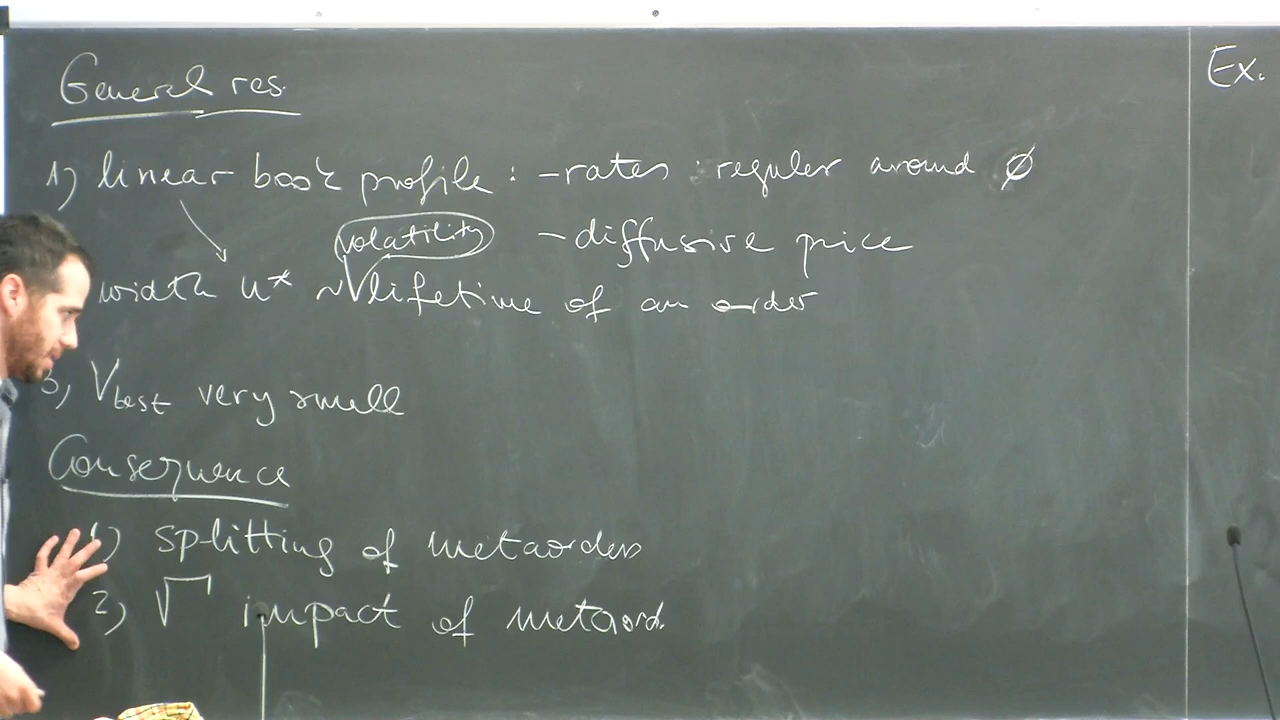 General res.
Ex.
1) linear book profile : - rates : regular around ∅
volatility - diffusive price
width u* ~ √lifetime of an order
3) V_best very small
Consequence
1) splitting of metaorders
2) √ impact of metaord.